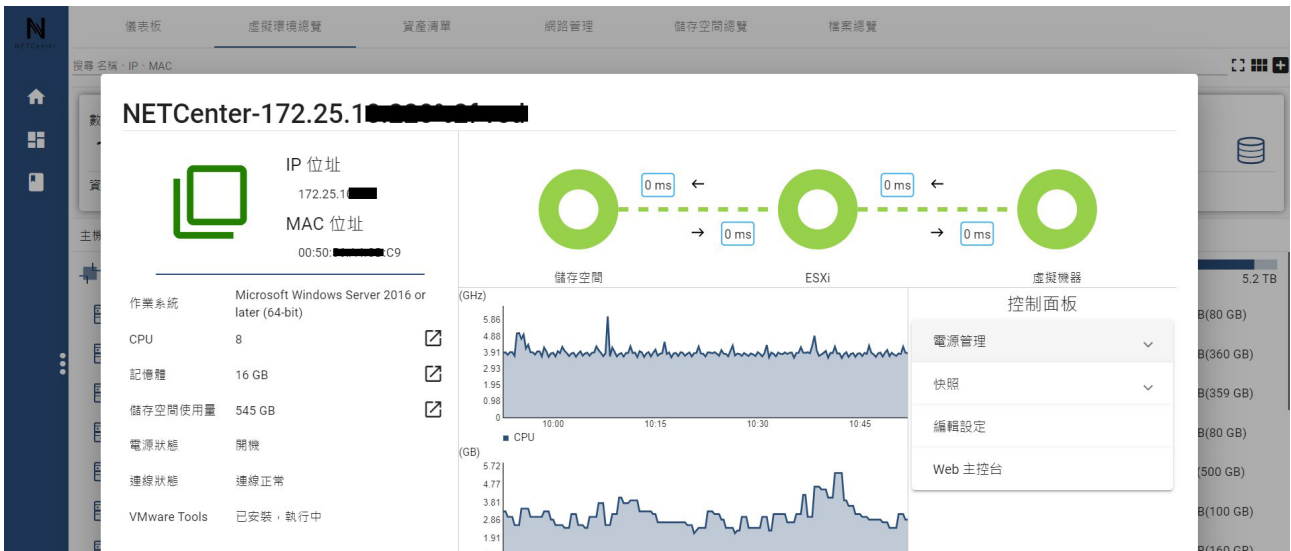 N
NETCenter
儀表板
虛擬環境總覽
資產清單
網路管理
儲存空間總覽
檔案總覽
搜尋 名稱、IP、MAC
數
資
主機
5.2 TB
B(80 GB)
B(360 GB)
B(359 GB)
B(80 GB)
(500 GB)
B(100 GB)
B(160 GB)
NETCenter-172.25.1
IP 位址
172.25.1
MAC 位址
00:50:
:C9
作業系統
Microsoft Windows Server 2016 or
later (64-bit)
CPU
8
記憶體
16 GB
儲存空間使用量
545 GB
電源狀態
開機
連線狀態
連線正常
VMware Tools
已安裝，執行中
0 ms
←
0 ms
←
→
0 ms
→
0 ms
儲存空間
ESXi
虛擬機器
(GHz)
5.86
4.88
3.91
2.93
1.95
0.98
0
10:00
10:15
10:30
10:45
CPU
(GB)
5.72
4.77
3.81
2.86
1.91
控制面板
電源管理
快照
編輯設定
Web 主控台